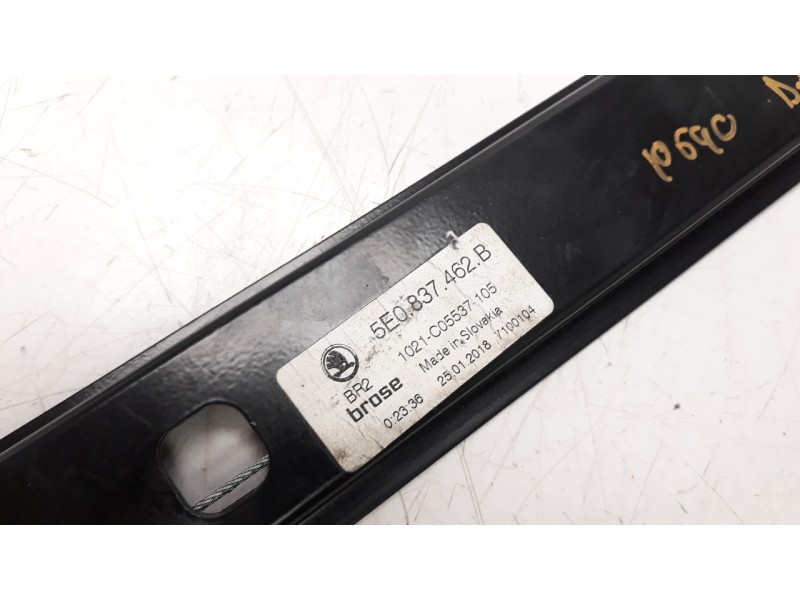 5E0.837.462.B
1021-C05537-105
BR2 Made in Slovakia
brose 25.01.2018 7100104
0:23:36